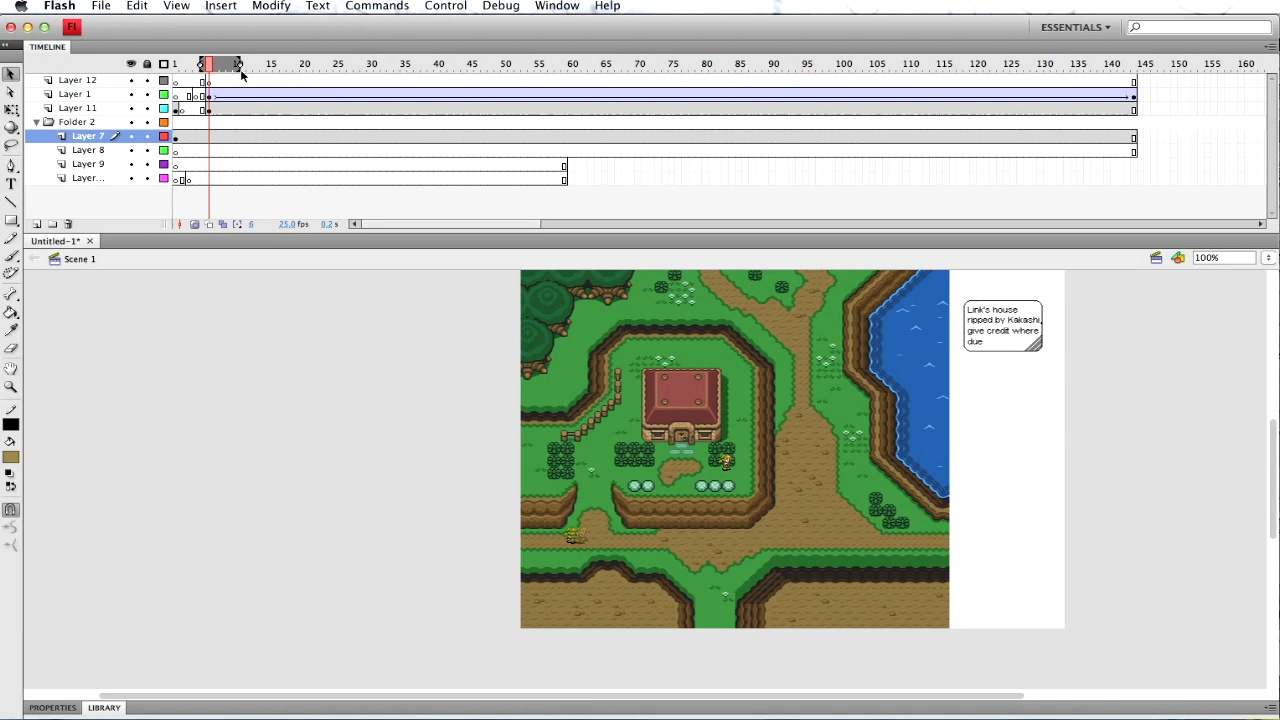 Flash File Edit View Insert Modify Text Commands Control Debug Window Help
Fl ESSENTIALS
TIMELINE
1 15 20 25 30 35 40 45 50 55 60 65 70 75 80 85 90 95 100 105 110 115 120 125 130 135 140 145 150 155 160
Layer 12
Layer 1
Layer 11
Folder 2
Layer 7
Layer 8
Layer 9
Layer...
6 25.0 fps 0.2 s
Untitled-1*
Scene 1 100%
Link's house
ripped by Kakashi,
give credit where
due
T
PROPERTIES LIBRARY